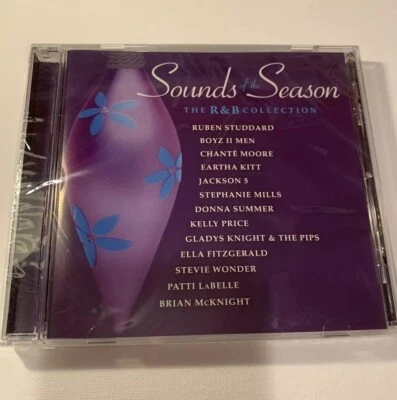 Sounds of the Season
THE R&B COLLECTION
RUBEN STUDDARD
BOYZ II MEN
CHANTÉ MOORE
EARTHA KITT
JACKSON 5
STEPHANIE MILLS
DONNA SUMMER
KELLY PRICE
GLADYS KNIGHT & THE PIPS
ELLA FITZGERALD
STEVIE WONDER
PATTI LABELLE
BRIAN MCKNIGHT